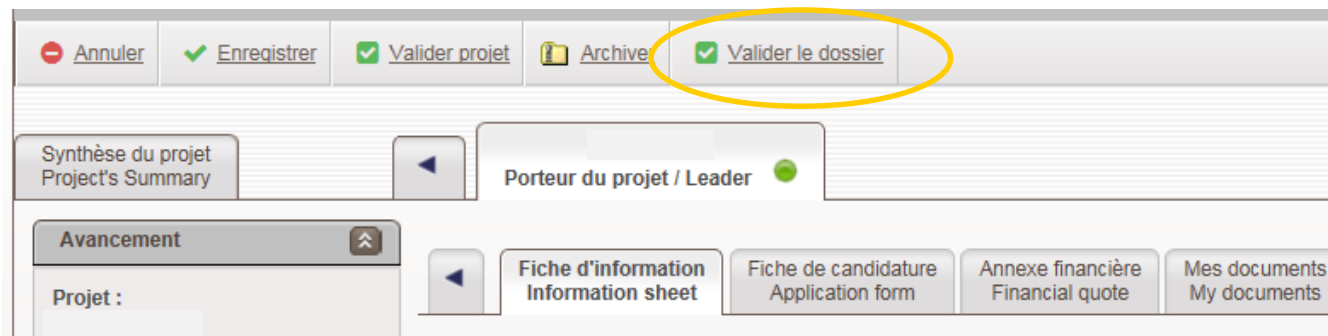 Annuler Enregistrer Valider projet Archiver Valider le dossier
Synthèse du projet
Project's Summary
Porteur du projet / Leader
Avancement
Projet :
Fiche d'information
Information sheet
Fiche de candidature
Application form
Annexe financière
Financial quote
Mes documents
My documents